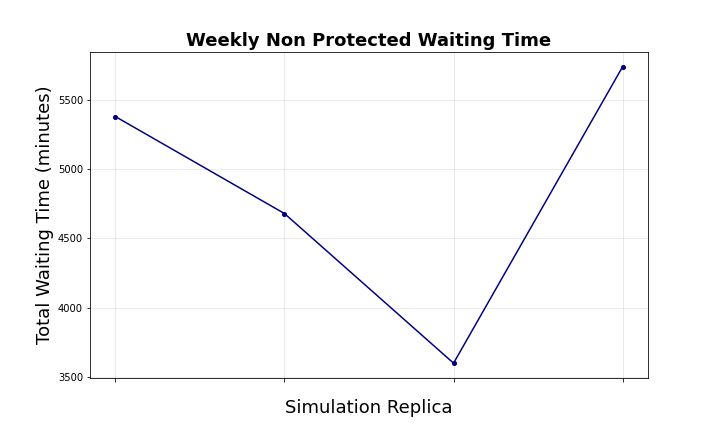 Weekly Non Protected Waiting Time
Total Waiting Time (minutes)
5500
5000
4500
4000
3500
Simulation Replica